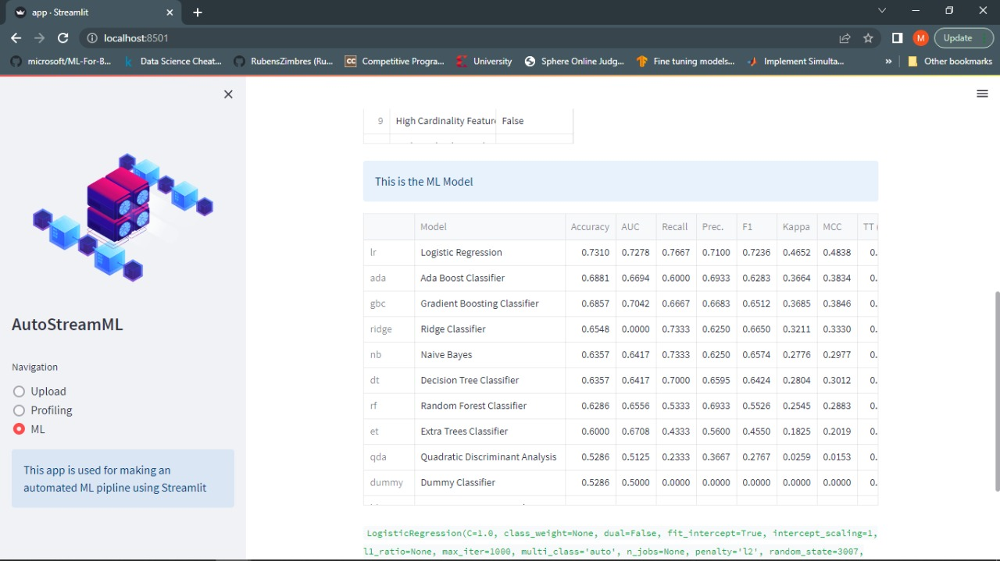 app · Streamlit
localhost:8501
M
Update
microsoft/ML-For-B...
k Data Science Cheat...
RubensZimbres (Ru...
CC Competitive Progra...
University
Sphere Online Judg...
Fine tuning models...
Implement Simulta...
»
Other bookmarks
AutoStreamML
Navigation
Upload
Profiling
ML
This app is used for making an
automated ML pipline using Streamlit
9 High Cardinality Feature False
This is the ML Model
Model Accuracy AUC Recall Prec. F1 Kappa MCC TT
lr Logistic Regression 0.7310 0.7278 0.7667 0.7100 0.7236 0.4652 0.4838 0.
ada Ada Boost Classifier 0.6881 0.6694 0.6000 0.6933 0.6283 0.3664 0.3834 0.
gbc Gradient Boosting Classifier 0.6857 0.7042 0.6667 0.6683 0.6512 0.3685 0.3846 0.
ridge Ridge Classifier 0.6548 0.0000 0.7333 0.6250 0.6650 0.3211 0.3330 0.
nb Naive Bayes 0.6357 0.6417 0.7333 0.6250 0.6574 0.2776 0.2977 0.
dt Decision Tree Classifier 0.6357 0.6417 0.7000 0.6595 0.6424 0.2804 0.3012 0.
rf Random Forest Classifier 0.6286 0.6556 0.5333 0.6933 0.5526 0.2545 0.2883 0.
et Extra Trees Classifier 0.6000 0.6708 0.4333 0.5600 0.4550 0.1825 0.2019 0.
qda Quadratic Discriminant Analysis 0.5286 0.5125 0.2333 0.3667 0.2767 0.0259 0.0153 0.
dummy Dummy Classifier 0.5286 0.5000 0.0000 0.0000 0.0000 0.0000 0.0000 0.
LogisticRegression(C=1.0, class_weight=None, dual=False, fit_intercept=True, intercept_scaling=1,
l1_ratio=None, max_iter=1000, multi_class='auto', n_jobs=None, penalty='l2', random_state=3007,